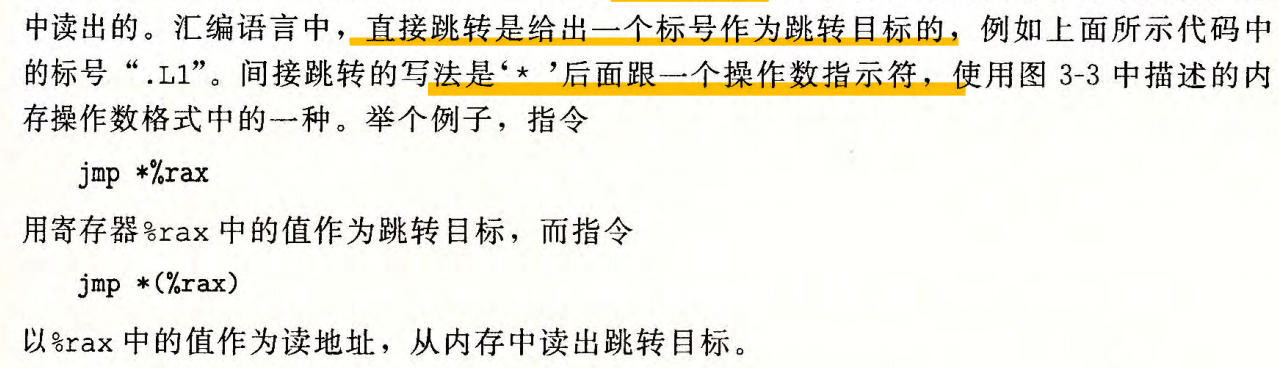 中读出的。汇编语言中，直接跳转是给出一个标号作为跳转目标的，例如上面所示代码中
的标号“.L1”。间接跳转的写法是‘* ’后面跟一个操作数指示符，使用图 3-3 中描述的内
存操作数格式中的一种。举个例子，指令
jmp *%rax
用寄存器%rax 中的值作为跳转目标，而指令
jmp *(%rax)
以%rax 中的值作为读地址，从内存中读出跳转目标。